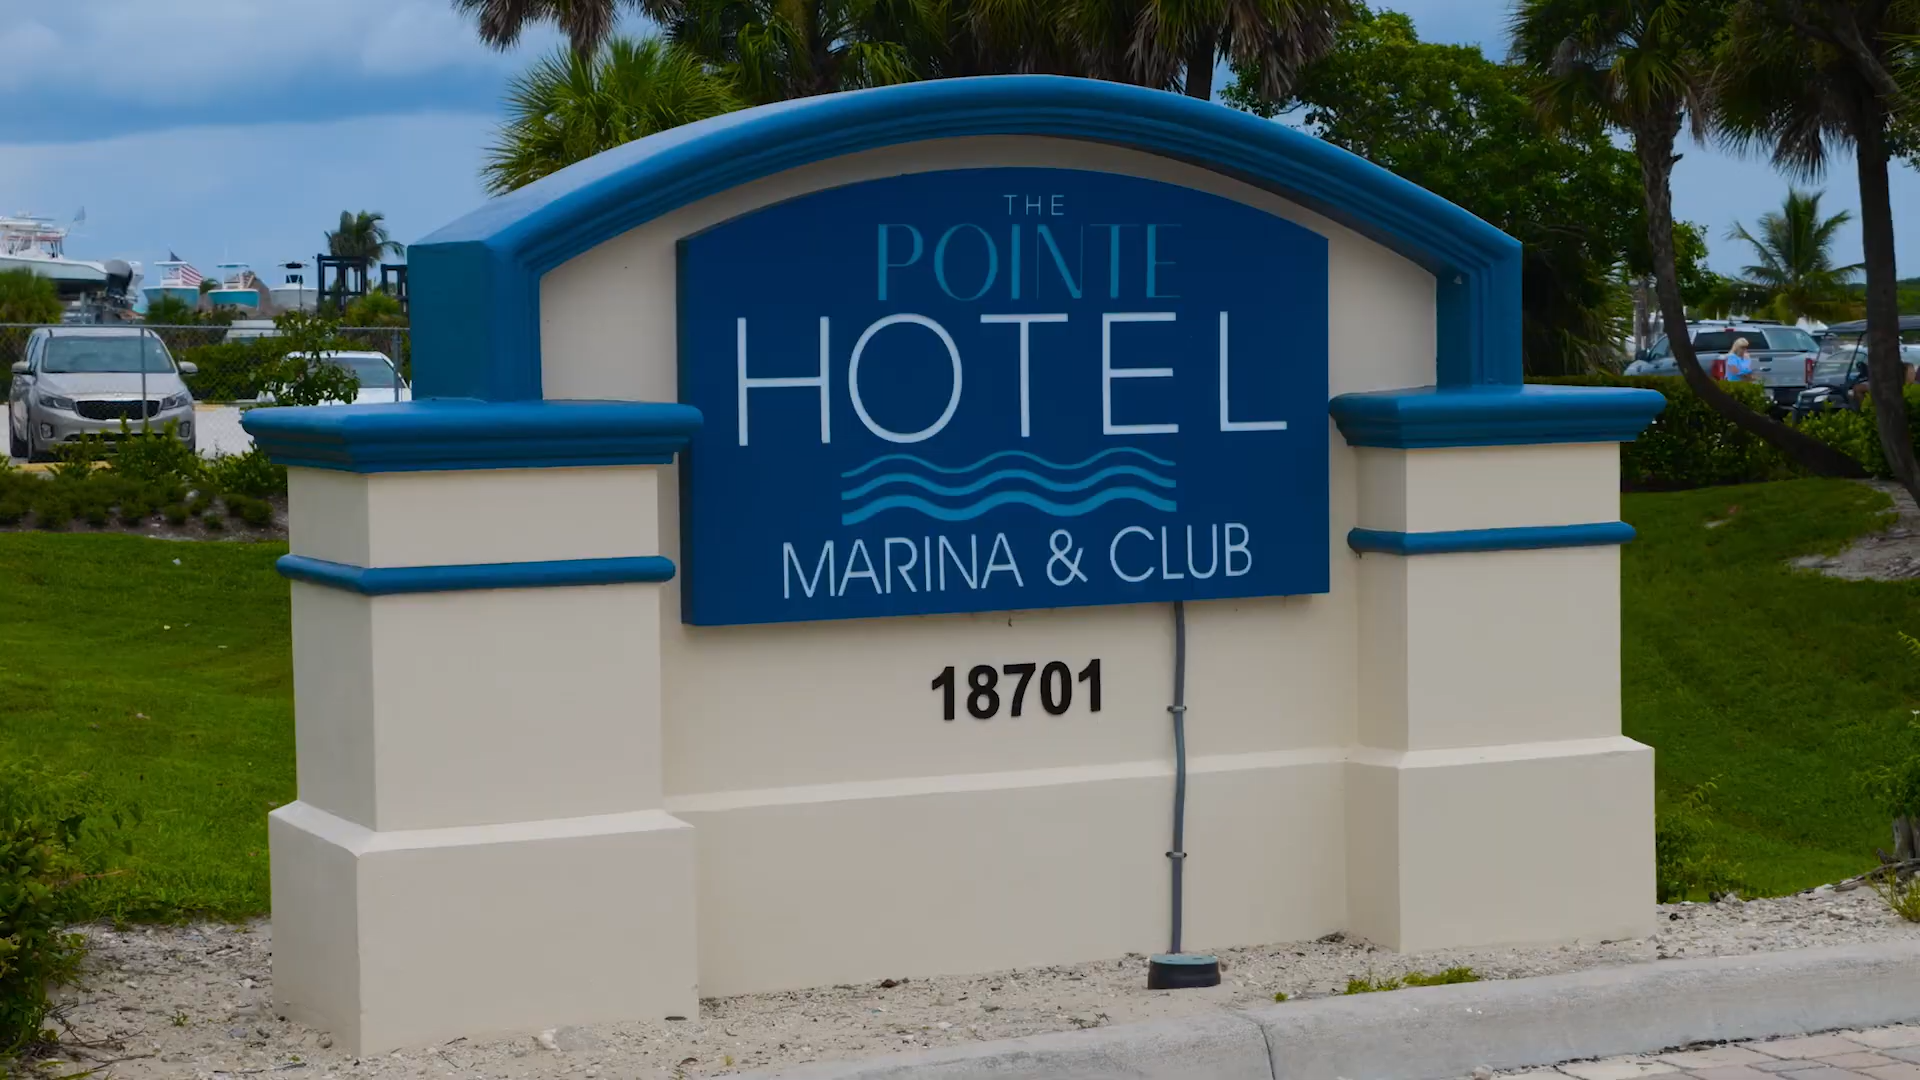 THE
POINTE
HOTEL
MARINA & CLUB
18701